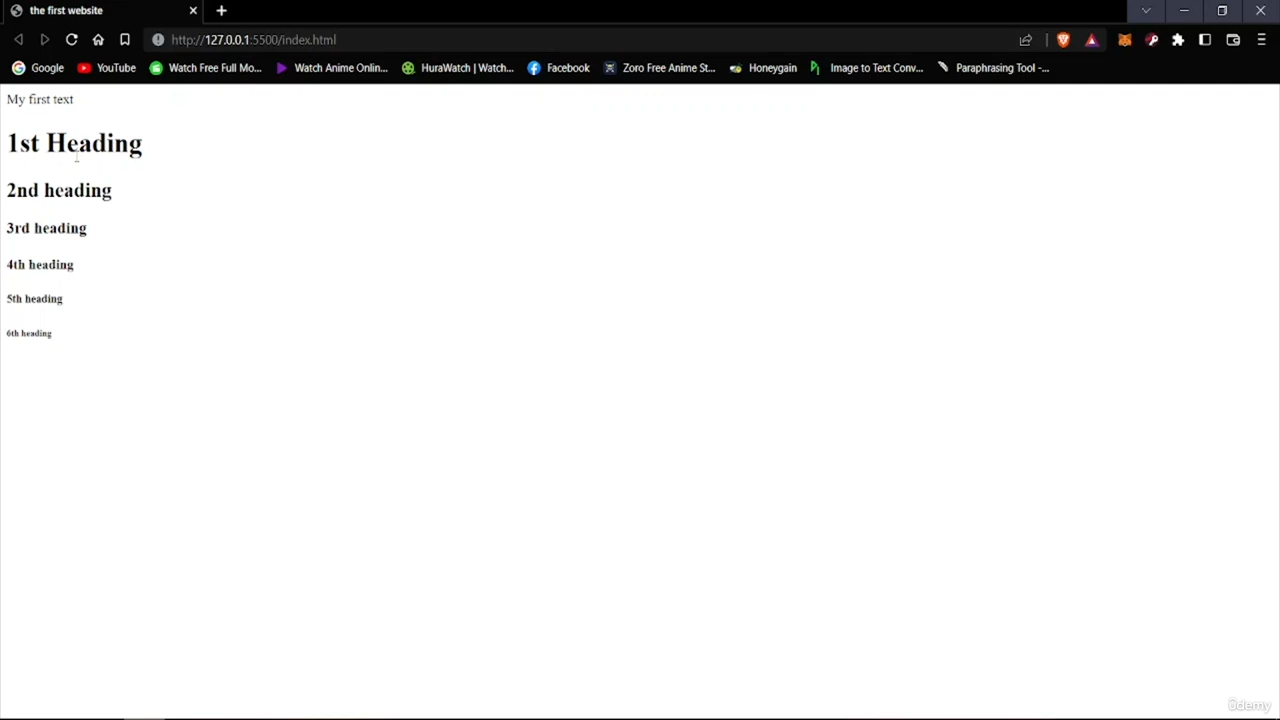 the first website
http://127.0.0.1:5500/index.html
Google YouTube Watch Free Full Mo... Watch Anime Onlin... HuraWatch | Watch... Facebook Zoro Free Anime St... Honeygain Image to Text Conv... Paraphrasing Tool -...
My first text
1st Heading
2nd heading
3rd heading
4th heading
5th heading
6th heading
ûdemy